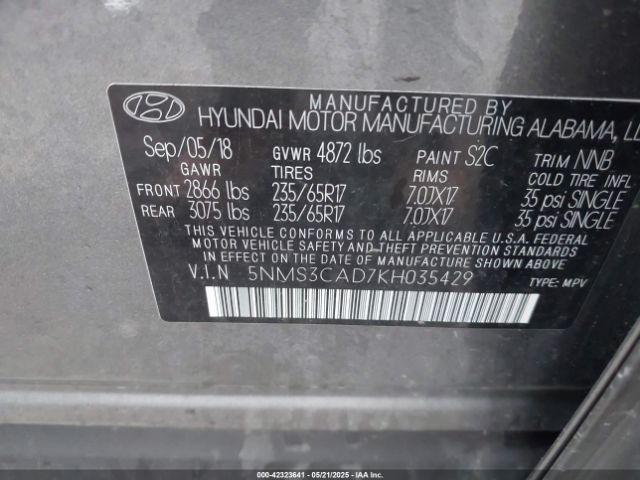 MANUFACTURED BY
HYUNDAI MOTOR MANUFACTURING ALABAMA,
Sep/05/18 GVWR 4872 lbs PAINT S2C TRIM NNB
GAWR TIRES RIMS COLD TIRE INFL
FRONT 2866 lbs 235/65R17 7.0JX17 35 psi SINGLE
REAR 3075 lbs 235/65R17 7.0JX17 35 psi SINGLE
THIS VEHICLE CONFORMS TO ALL APPLICABLE U.S.A. FEDERAL
MOTOR VEHICLE SAFETY, BUMPER, AND THEFT PREVENTION STANDARDS
IN EFFECT ON THE DATE OF MANUFACTURE SHOWN ABOVE.
V.I.N 5NMS3CAD7KH035429 TYPE: MPV
000-42323641 - 05/21/2025 - IAAI.COM